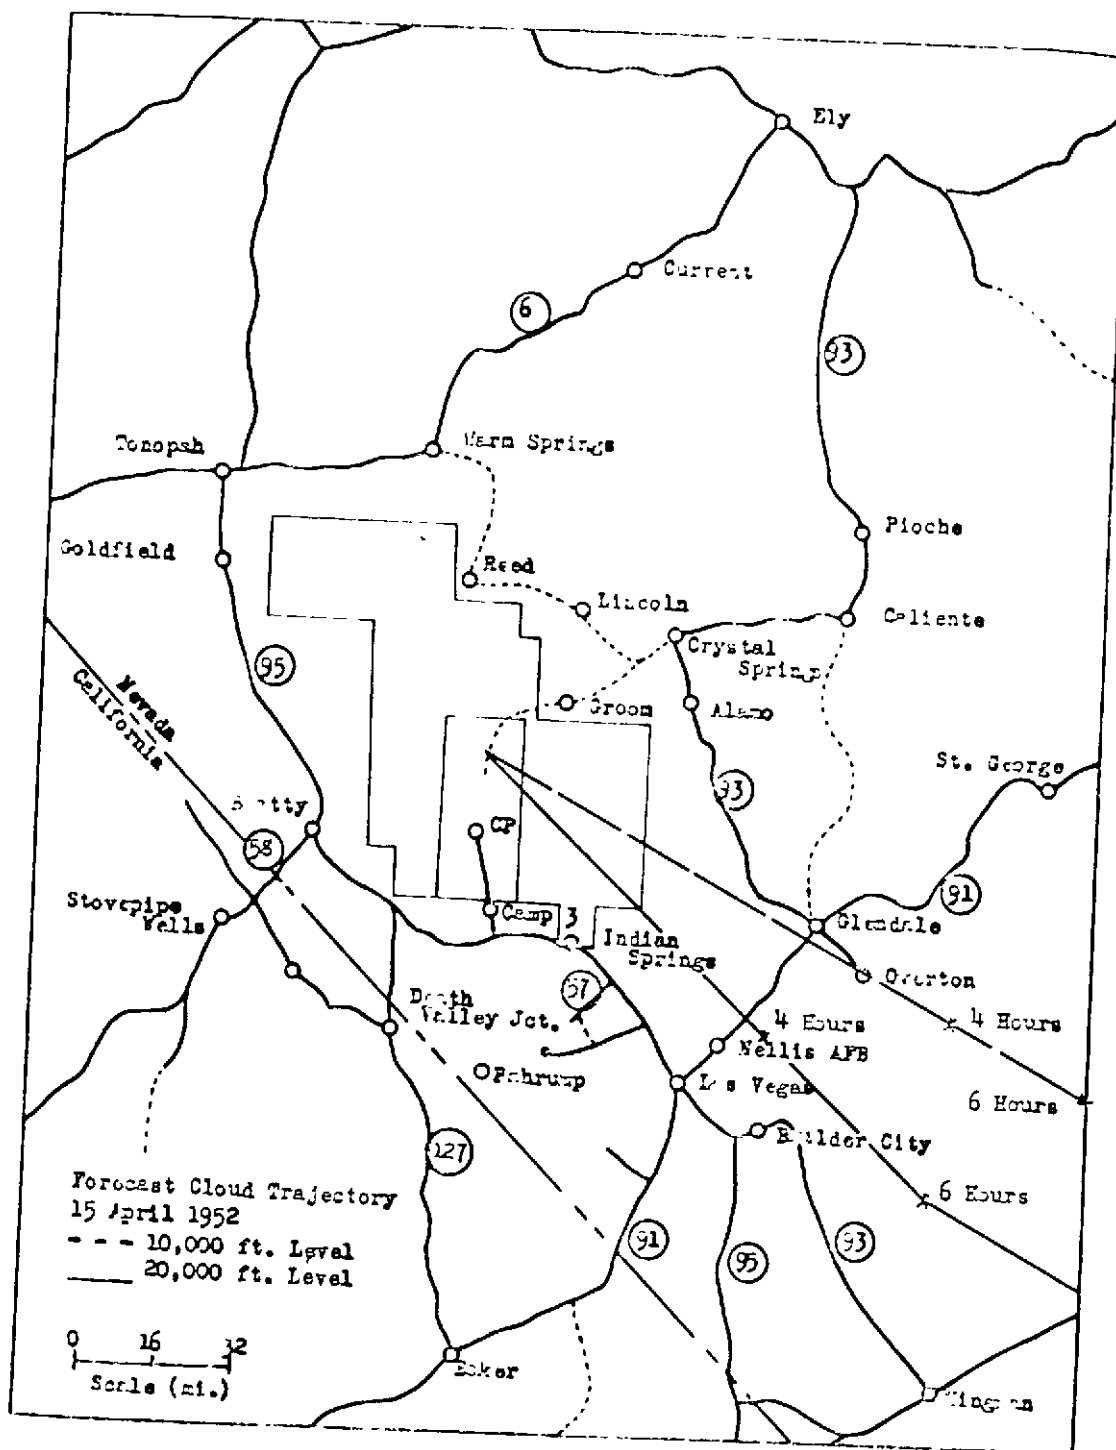 Ely
Current
6
93
Tonopah
Warm Springs
Goldfield
Pioche
Reed
Lincoln
Caliente
Crystal
Springs
95
Nevada
California
Groom
Alamo
St. George
93
Beatty
58
CP
91
Stovepipe
Wells
Camp 3
Glendale
Indian
Springs
Overton
Death
Valley Jct.
4 Hours
4 Hours
Nellis AFB
Pahrump
Las Vegas
6 Hours
Boulder City
127
6 Hours
Forecast Cloud Trajectory
15 April 1952
10,000 ft. Level
20,000 ft. Level
91
95
93
0 16 32
Scale (mi.)
Baker
Kingman